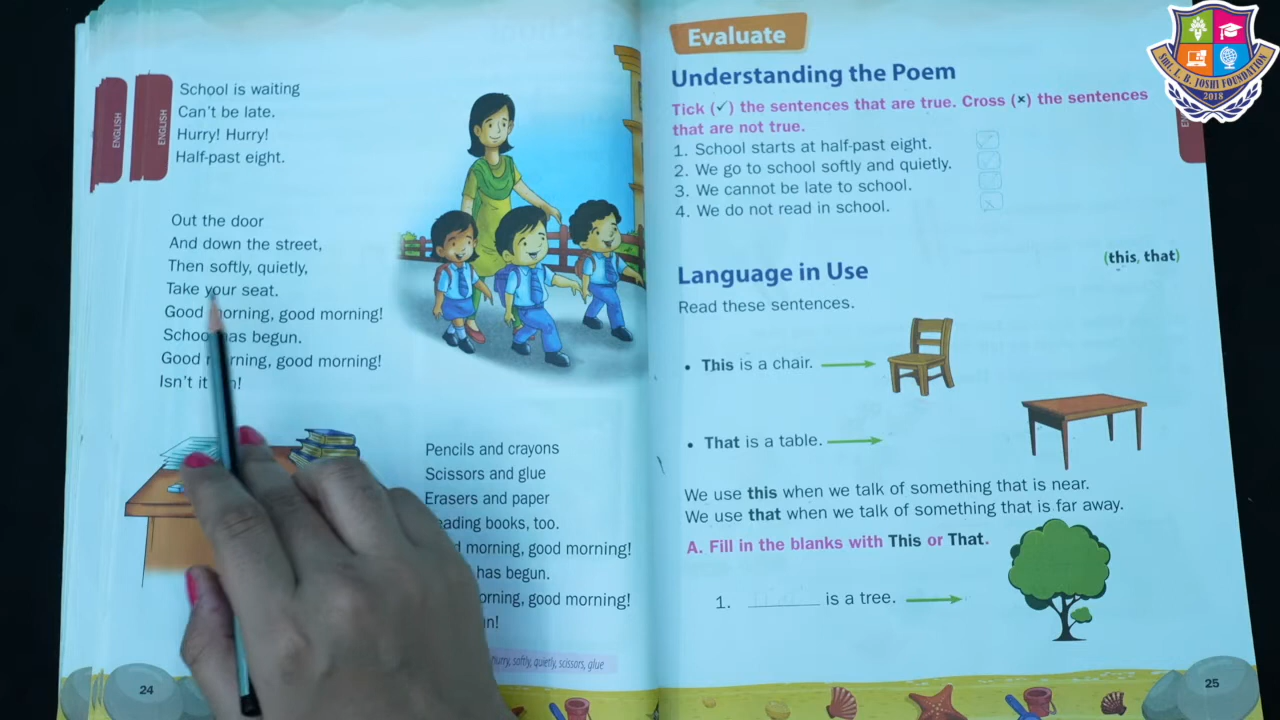 ENGLISH
ENGLISH
School is waiting
Can't be late.
Hurry! Hurry!
Half-past eight.
Out the door
And down the street,
Then softly, quietly,
Take your seat.
Good morning, good morning!
School has begun.
Good morning, good morning!
Isn't it
Pencils and crayons
Scissors and glue
Erasers and paper
Reading books, too.
morning, good morning!
has begun.
morning, good morning!
hurry, softly, quietly, scissors, glue
24
Evaluate
Understanding the Poem
Tick (✓) the sentences that are true. Cross (×) the sentences
that are not true.
1. School starts at half-past eight.
2. We go to school softly and quietly.
3. We cannot be late to school.
4. We do not read in school.
Language in Use
(this, that)
Read these sentences.
• This is a chair.
• That is a table.
We use this when we talk of something that is near.
We use that when we talk of something that is far away.
A. Fill in the blanks with This or That.
1. ________ is a tree.
25
SMT. L. B. JOSHI FOUNDATION
2018